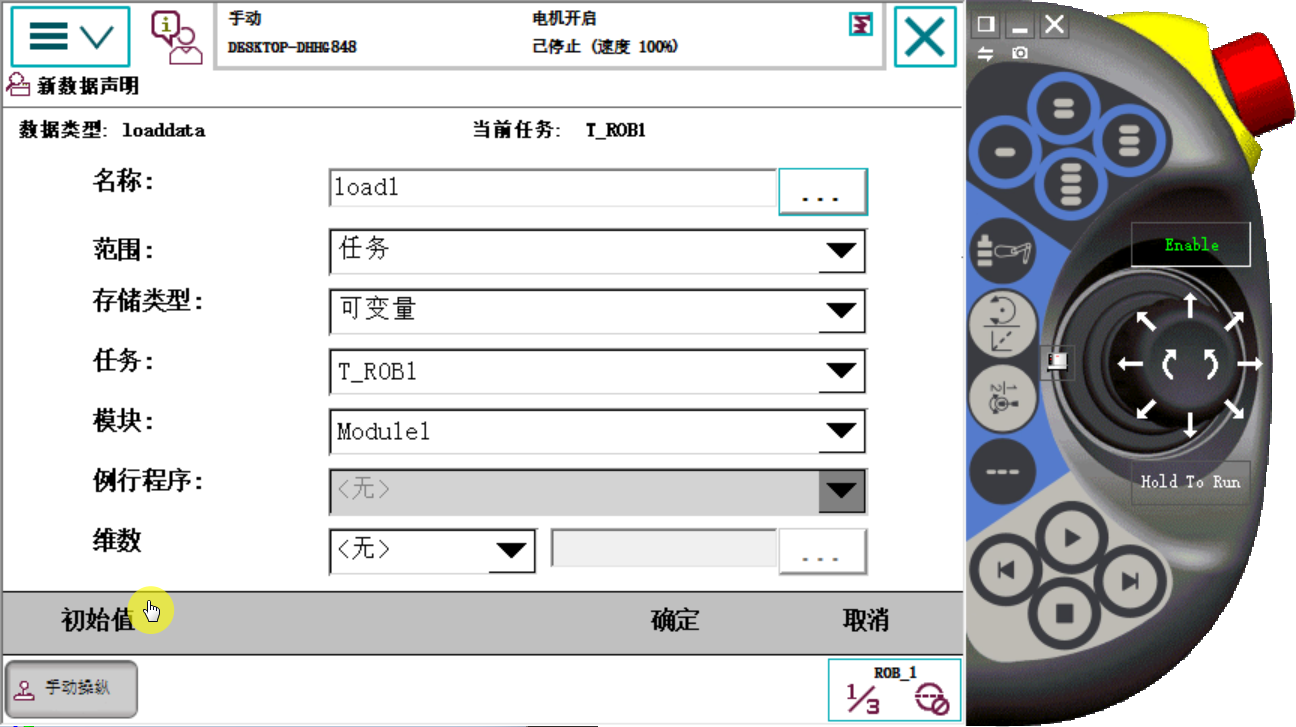 手动
电机开启
DESKTOP-DHHG848
已停止 (速度 100%)
新数据声明
数据类型: loaddata
当前任务: T_ROB1
名称:
load1
...
范围:
任务
存储类型:
可变量
任务:
T_ROB1
模块:
Module1
例行程序:
<无>
维数
<无>
...
初始值
确定
取消
手动操纵
ROB_1
1/3
Enable
Hold To Run